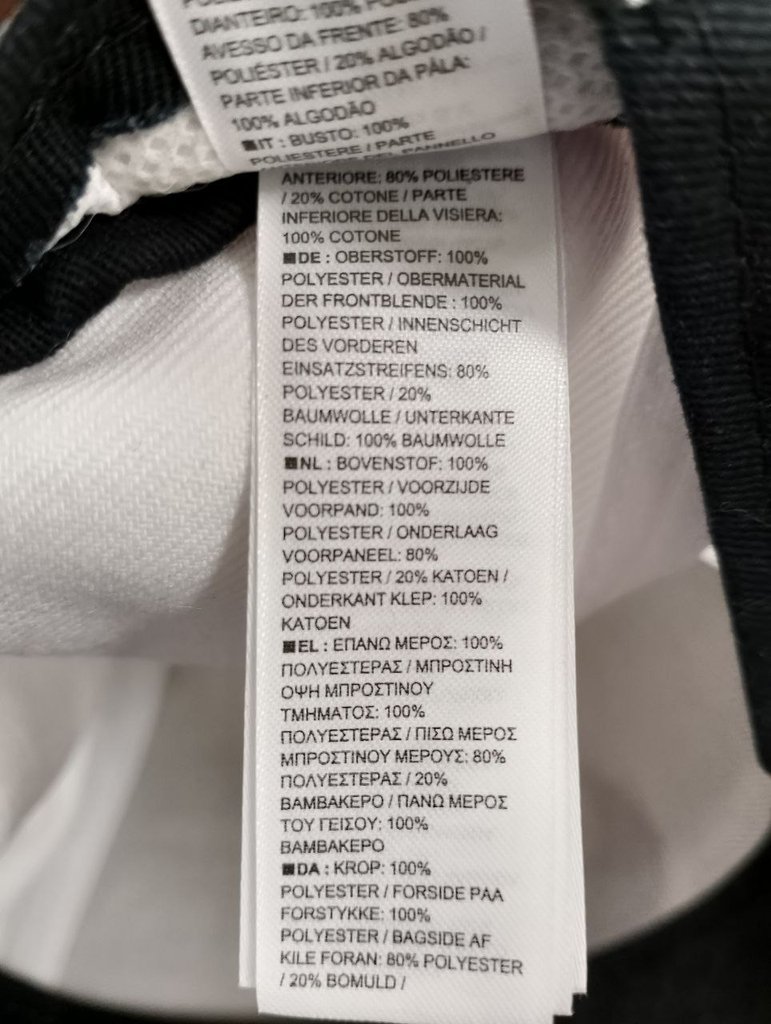 DIANTEIRO: 100%
AVESSO DA FRENTE: 80%
POLIÉSTER / 20% ALGODÃO /
PARTE INFERIOR DA PÁLA:
100% ALGODÃO
■IT : BUSTO: 100%
POLIESTERE / PARTE
DEL PANNELLO
ANTERIORE: 80% POLIESTERE
/ 20% COTONE / PARTE
INFERIORE DELLA VISIERA:
100% COTONE
■DE : OBERSTOFF: 100%
POLYESTER / OBERMATERIAL
DER FRONTBLENDE : 100%
POLYESTER / INNENSCHICHT
DES VORDEREN
EINSATZSTREIFENS: 80%
POLYESTER / 20%
BAUMWOLLE / UNTERKANTE
SCHILD: 100% BAUMWOLLE
■NL : BOVENSTOF: 100%
POLYESTER / VOORZIJDE
VOORPAND: 100%
POLYESTER / ONDERLAAG
VOORPANEEL: 80%
POLYESTER / 20% KATOEN /
ONDERKANT KLEP: 100%
KATOEN
■EL : ΕΠΑΝΩ ΜΕΡΟΣ: 100%
ΠΟΛΥΕΣΤΕΡΑΣ / ΜΠΡΟΣΤΙΝΗ
ΟΨΗ ΜΠΡΟΣΤΙΝΟΥ
ΤΜΗΜΑΤΟΣ: 100%
ΠΟΛΥΕΣΤΕΡΑΣ / ΠΙΣΩ ΜΕΡΟΣ
ΜΠΡΟΣΤΙΝΟΥ ΜΕΡΟΥΣ: 80%
ΠΟΛΥΕΣΤΕΡΑΣ / 20%
ΒΑΜΒΑΚΕΡΟ / ΠΑΝΩ ΜΕΡΟΣ
ΤΟΥ ΓΕΙΣΟΥ: 100%
ΒΑΜΒΑΚΕΡΟ
■DA : KROP: 100%
POLYESTER / FORSIDE PAA
FORSTYKKE: 100%
POLYESTER / BAGSIDE AF
KILE FORAN: 80% POLYESTER
/ 20% BOMULD /